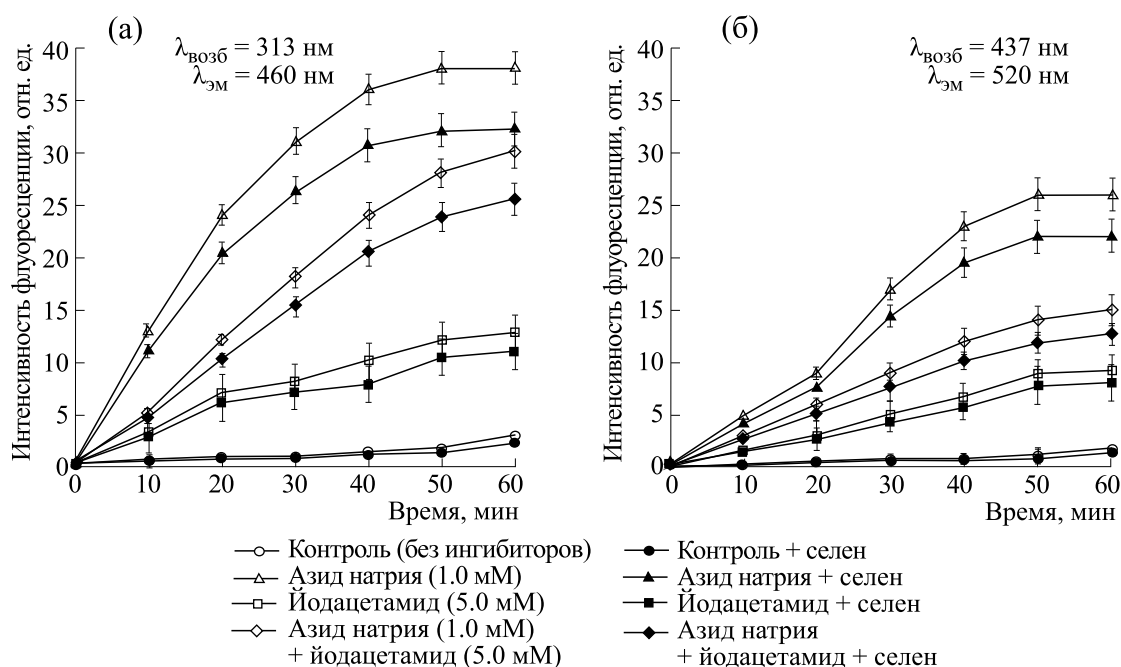 (а)
λвозб = 313 нм
λэм = 460 нм
Интенсивность флуоресценции, отн. ед.
40
35
30
25
20
15
10
5
0
0 10 20 30 40 50 60
Время, мин
(б)
λвозб = 437 нм
λэм = 520 нм
Интенсивность флуоресценции, отн. ед.
40
35
30
25
20
15
10
5
0
0 10 20 30 40 50 60
Время, мин
Контроль (без ингибиторов)
Азид натрия (1.0 мМ)
Йодацетамид (5.0 мМ)
Азид натрия (1.0 мМ)
+ йодацетамид (5.0 мМ)
Контроль + селен
Азид натрия + селен
Йодацетамид + селен
Азид натрия
+ йодацетамид + селен